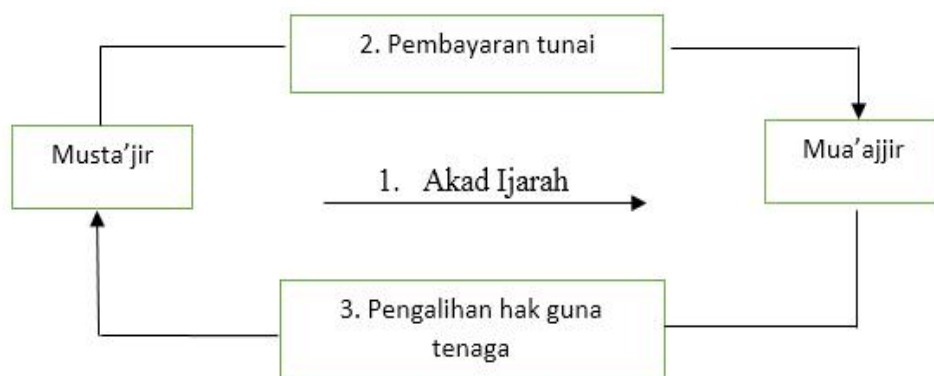 2. Pembayaran tunai
Musta’jir
Mua’ajjir
1. Akad Ijarah
3. Pengalihan hak guna
tenaga